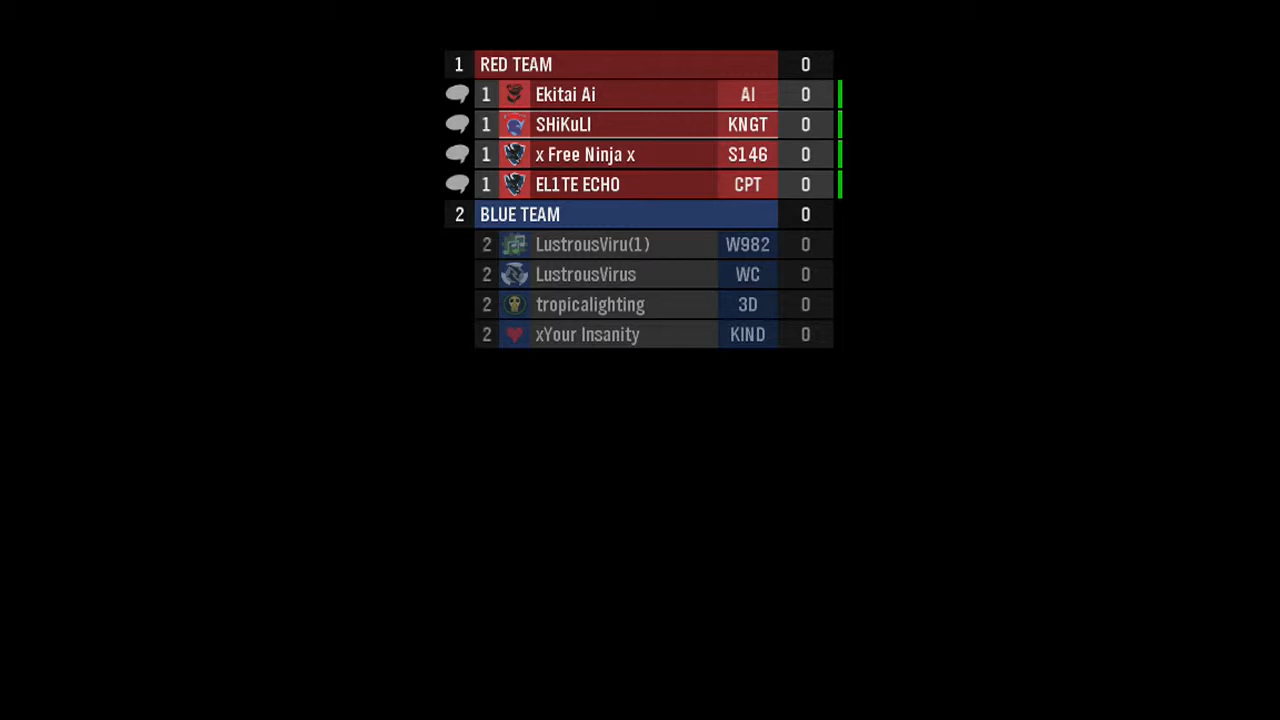 1 RED TEAM 0
1 Ekitai Ai AI 0
1 SHiKuLI KNGT 0
1 x Free Ninja x S146 0
1 EL1TE ECHO CPT 0
2 BLUE TEAM 0
2 LustrousViru(1) W982 0
2 LustrousVirus WC 0
2 tropicalighting 3D 0
2 xYour Insanity KIND 0